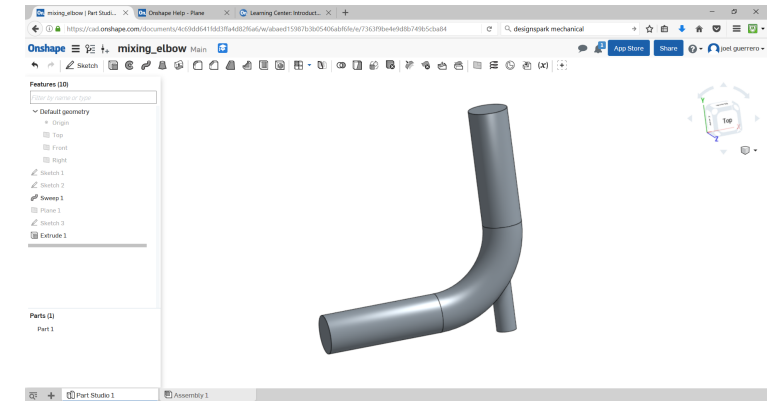 mixing_elbow | Part Studi...
Onshape Help - Plane
Learning Center: Introduct...
https://cad.onshape.com/documents/4c69dd641fdd3ffa4d82f6a6/w/abaed15987b3b05406abf6fe/e/7363f9be4e9d8b749b5cba84
designspark mechanical
Onshape mixing_elbow Main
App Store
Share
joel guerrero
Sketch
(x)
Features (10)
Filter by name or type
Default geometry
Origin
Top
Front
Right
Sketch 1
Sketch 2
Sweep 1
Plane 1
Sketch 3
Extrude 1
Parts (1)
Part 1
Y
Top
Z
Part Studio 1
Assembly 1